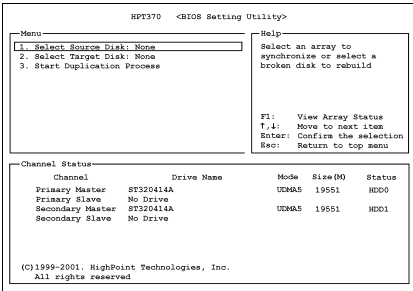 HPT370 <BIOS Setting Utility>
Menu
1. Select Source Disk: None
2. Select Target Disk: None
3. Start Duplication Process
Help
Select an array to
synchronize or select a
broken disk to rebuild
F1: View Array Status
↑,↓: Move to next item
Enter: Confirm the selection
Esc: Return to top menu
Channel Status
Channel Drive Name Mode Size(M) Status
Primary Master ST320414A UDMA5 19551 HDD0
Primary Slave No Drive
Secondary Master ST320414A UDMA5 19551 HDD1
Secondary Slave No Drive
(C)1999-2001. HighPoint Technologies, Inc.
All rights reserved